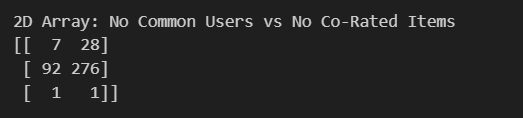 2D Array: No Common Users vs No Co-Rated Items
[[  7  28]
 [ 92 276]
 [  1   1]]